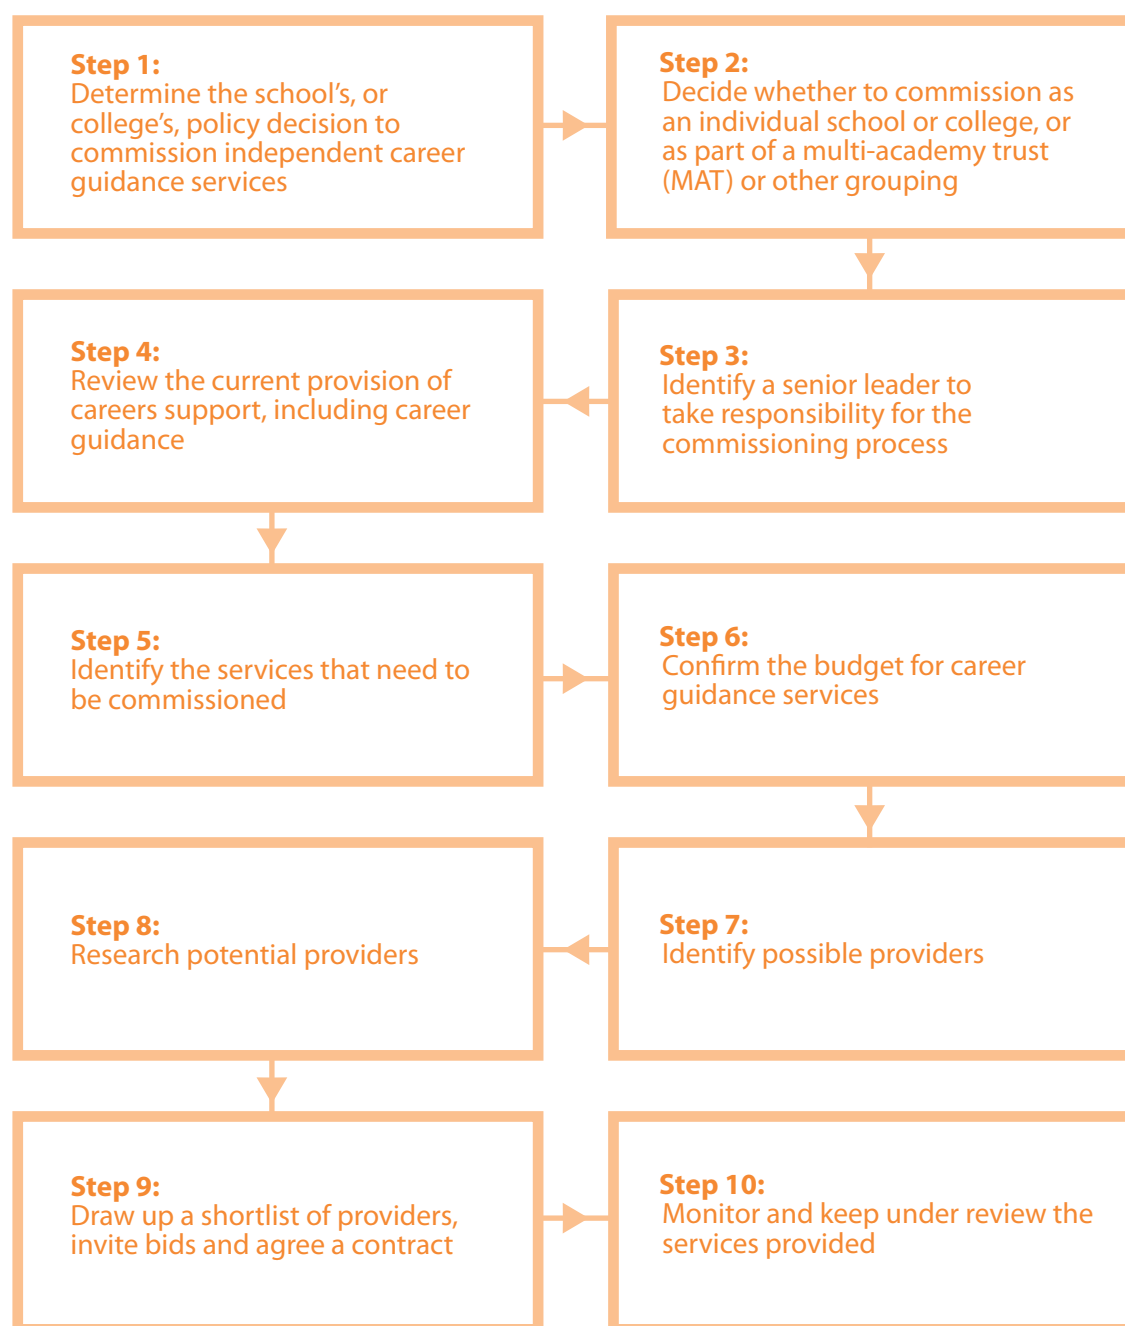 Step 1:
Determine the school's, or
college's, policy decision to
commission independent career
guidance services
Step 2:
Decide whether to commission as
an individual school or college, or
as part of a multi-academy trust
(MAT) or other grouping
Step 3:
Identify a senior leader to
take responsibility for the
commissioning process
Step 4:
Review the current provision of
careers support, including career
guidance
Step 5:
Identify the services that need to
be commissioned
Step 6:
Confirm the budget for career
guidance services
Step 7:
Identify possible providers
Step 8:
Research potential providers
Step 9:
Draw up a shortlist of providers,
invite bids and agree a contract
Step 10:
Monitor and keep under review the
services provided